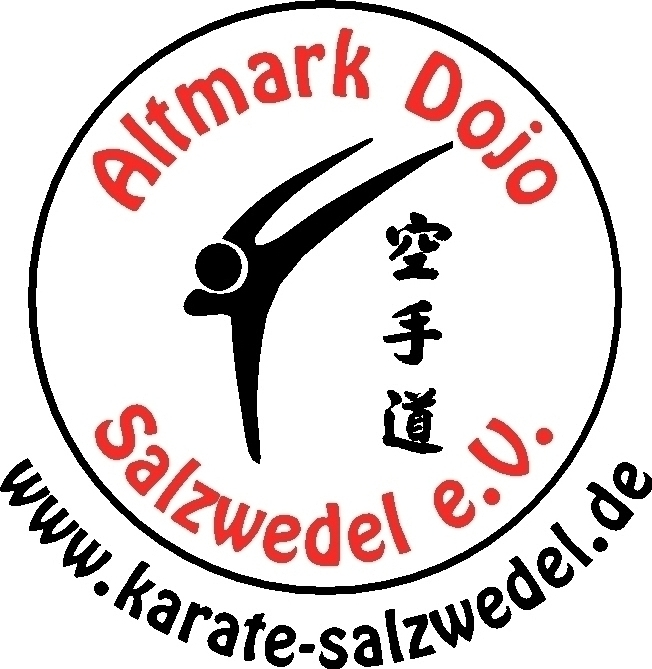 Altmark Dojo
空手道
Salzwedel e.V.
www.karate-salzwedel.de